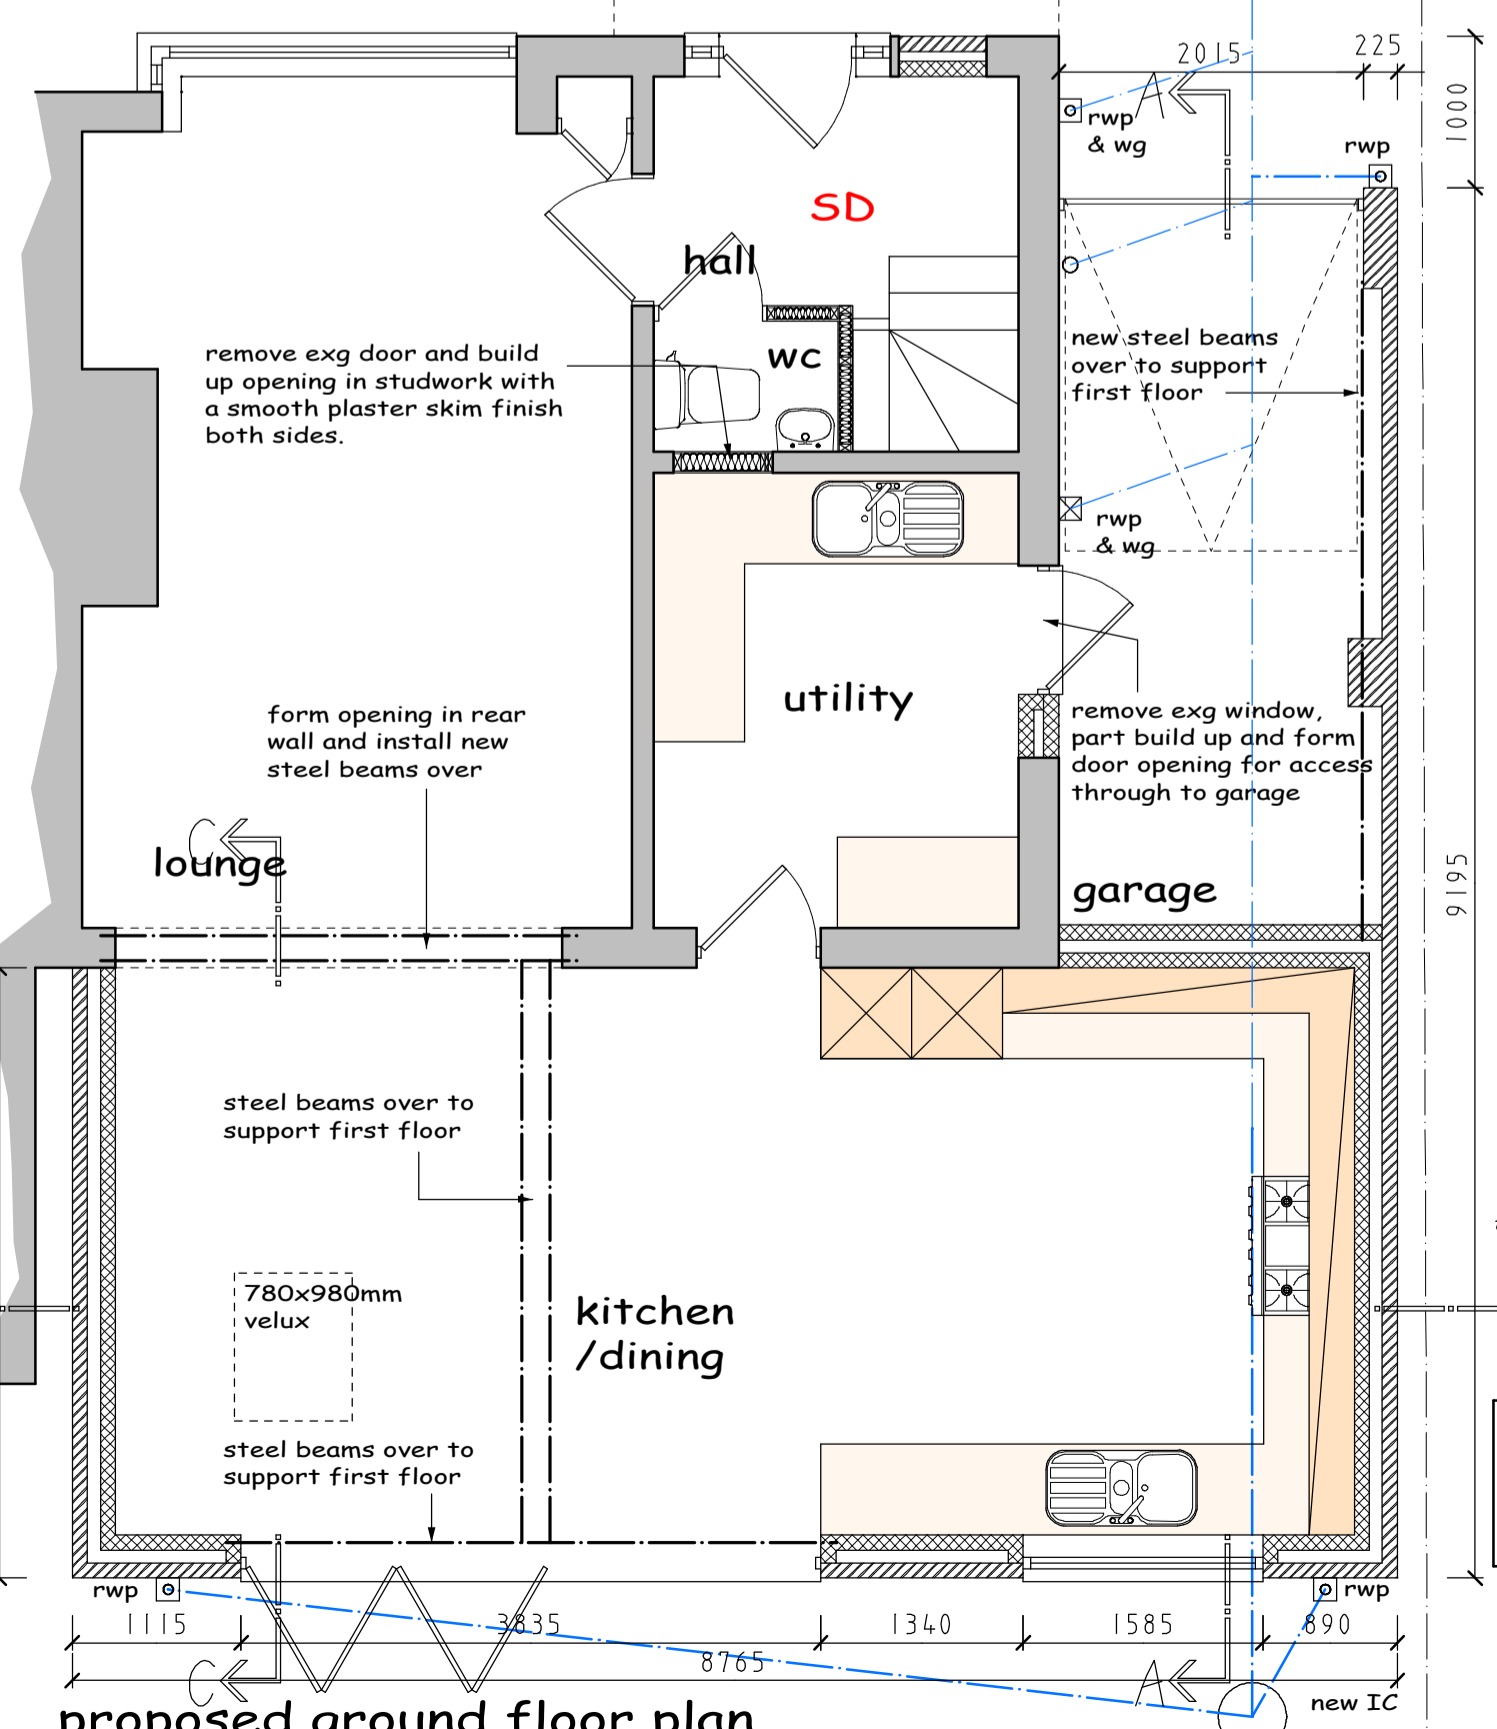 2015
225
A
rwp
& wg
1000
rwp
SD
hall
remove exg door and build
up opening in studwork with
a smooth plaster skim finish
both sides.
wc
new steel beams
over to support
first floor
rwp
& wg
utility
form opening in rear
wall and install new
steel beams over
remove exg window,
part build up and form
door opening for access
through to garage
C
lounge
garage
9195
steel beams over to
support first floor
780x980mm
velux
kitchen
/dining
steel beams over to
support first floor
rwp
rwp
1115
3835
1340
1585
890
8765
C
A
new IC
proposed ground floor plan